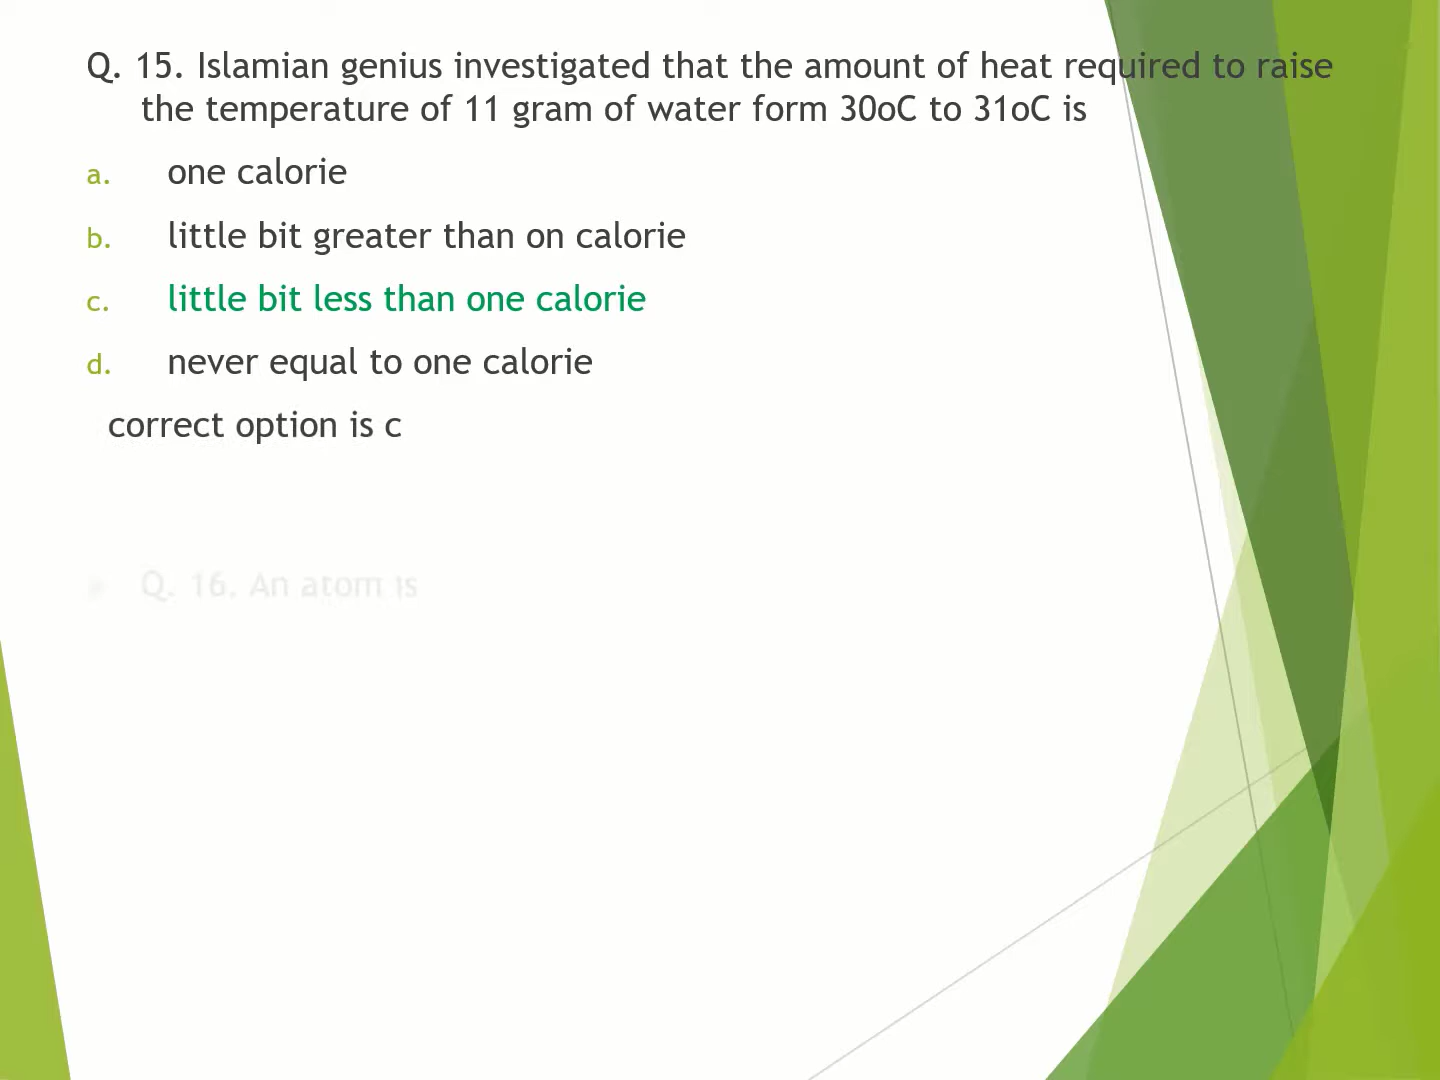 Q. 15. Islamian genius investigated that the amount of heat required to raise
the temperature of 11 gram of water form 30oC to 31oC is
a. one calorie
b. little bit greater than on calorie
c. little bit less than one calorie
d. never equal to one calorie
correct option is c
Q. 16. An atom is